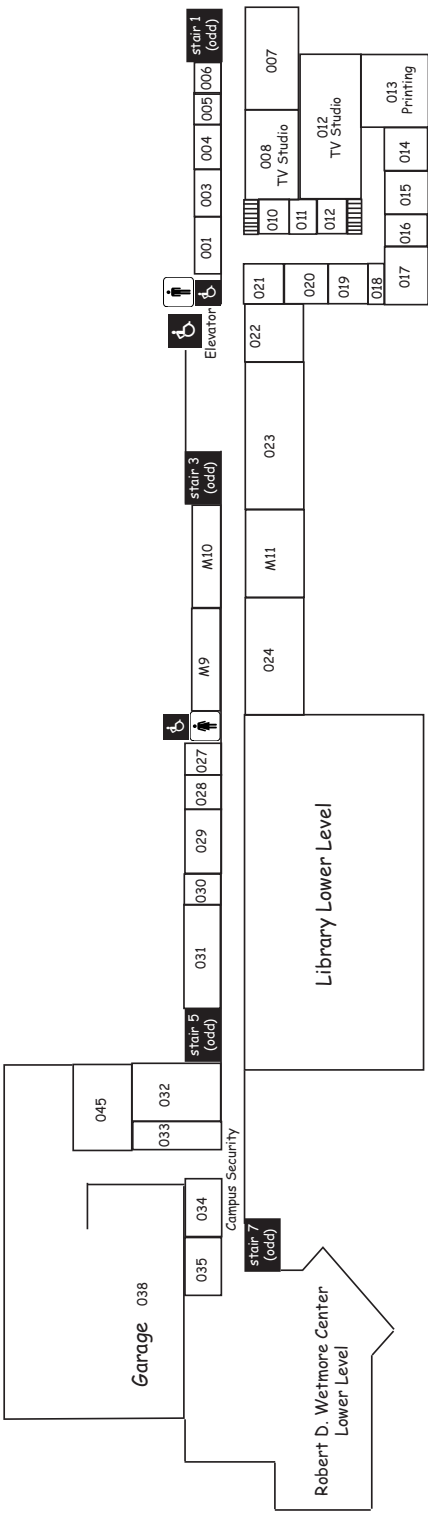 stair 1
(odd)
006
005
004
003
001
Elevator
stair 3
(odd)
M10
M9
027
028
029
030
031
stair 5
(odd)
032
033
045
034
035
Campus Security
Garage 038
007
008
TV Studio
012
TV Studio
013
Printing
010
011
012
014
015
016
017
018
019
020
021
022
023
M11
024
Library Lower Level
stair 7
(odd)
Robert D. Wetmore Center
Lower Level